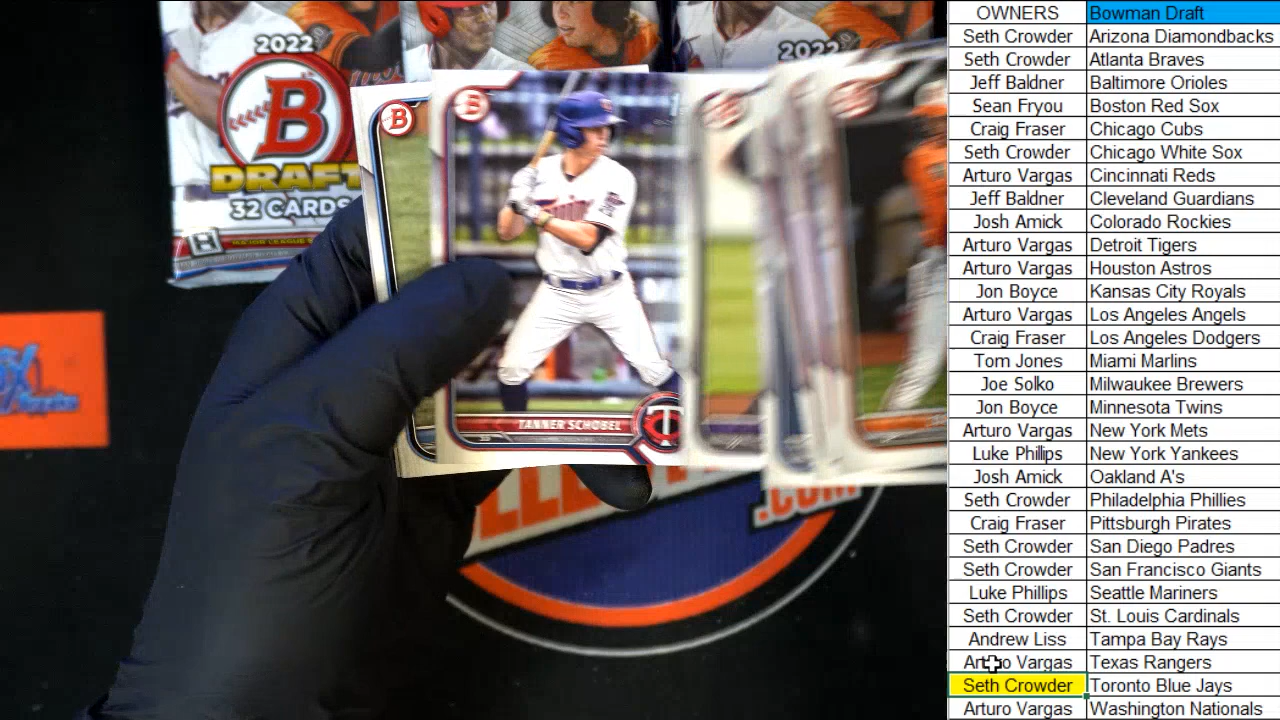 2022
B
DRAFT
32 CARDS
MAJOR LEAGUE
2022
B
B
TANNER SCHOBEL
T
.COM
OWNERS Bowman Draft
Seth Crowder Arizona Diamondbacks
Seth Crowder Atlanta Braves
Jeff Baldner Baltimore Orioles
Sean Fryou Boston Red Sox
Craig Fraser Chicago Cubs
Seth Crowder Chicago White Sox
Arturo Vargas Cincinnati Reds
Jeff Baldner Cleveland Guardians
Josh Amick Colorado Rockies
Arturo Vargas Detroit Tigers
Arturo Vargas Houston Astros
Jon Boyce Kansas City Royals
Arturo Vargas Los Angeles Angels
Craig Fraser Los Angeles Dodgers
Tom Jones Miami Marlins
Joe Solko Milwaukee Brewers
Jon Boyce Minnesota Twins
Arturo Vargas New York Mets
Luke Phillips New York Yankees
Josh Amick Oakland A's
Seth Crowder Philadelphia Phillies
Craig Fraser Pittsburgh Pirates
Seth Crowder San Diego Padres
Seth Crowder San Francisco Giants
Luke Phillips Seattle Mariners
Seth Crowder St. Louis Cardinals
Andrew Liss Tampa Bay Rays
Arturo Vargas Texas Rangers
Seth Crowder Toronto Blue Jays
Arturo Vargas Washington Nationals